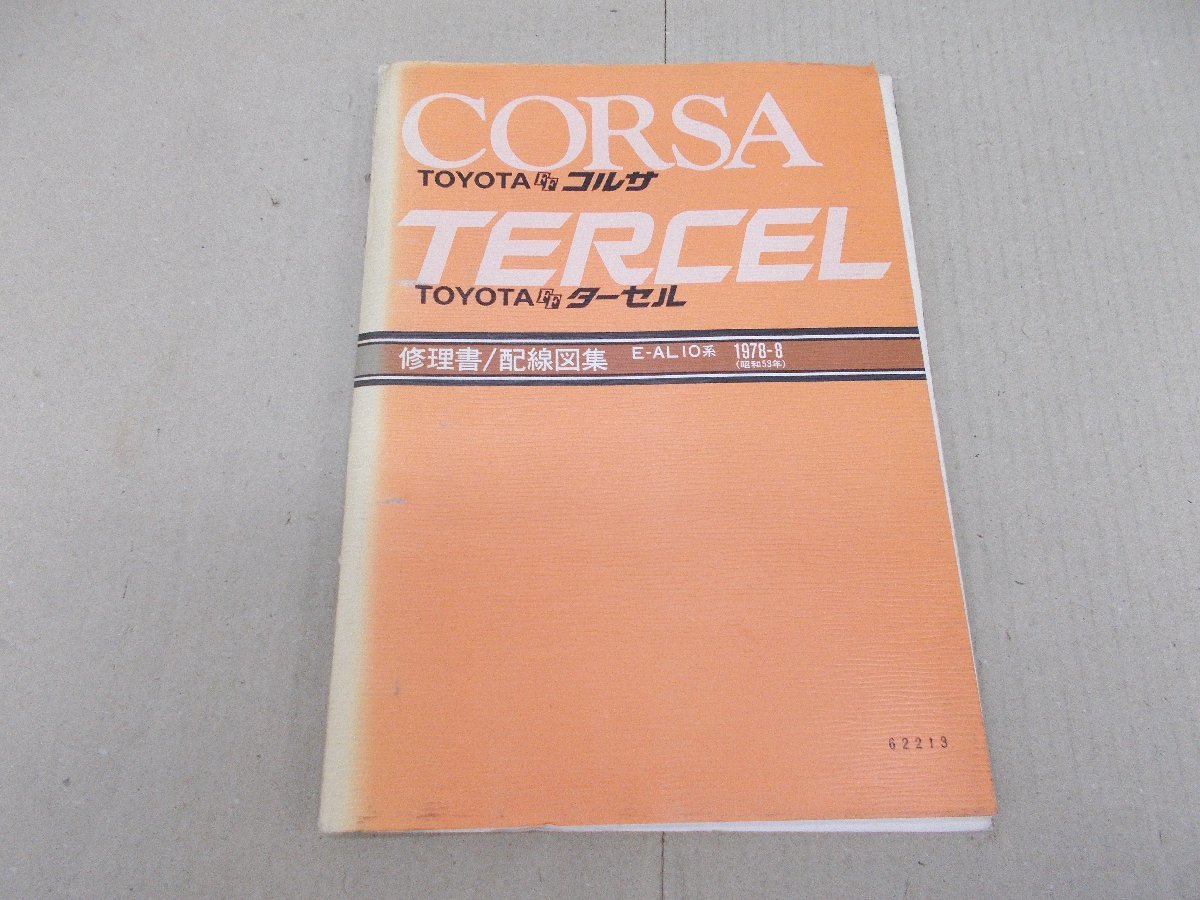 CORSA
TOYOTA FF コルサ
TERCEL
TOYOTA FF ターセル
修理書/配線図集 E-AL10系 1978-8
(昭和53年)
62213